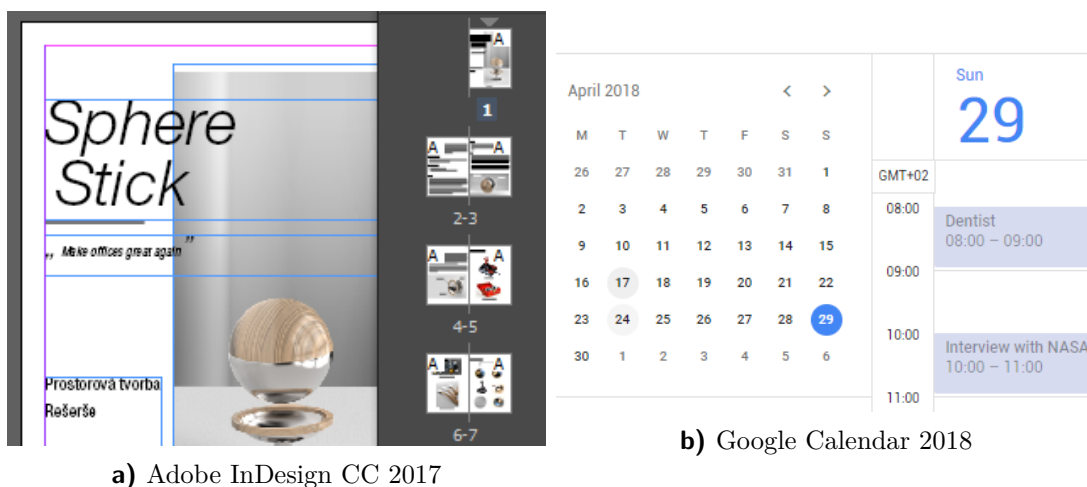 Sphere
Stick
„ Make offices great again ”
Prostorová tvorba
Rešerše
A
1
A A
2-3
A A
4-5
A A
6-7
a) Adobe InDesign CC 2017
April 2018 < >
M T W T F S S
26 27 28 29 30 31 1
2 3 4 5 6 7 8
9 10 11 12 13 14 15
16 17 18 19 20 21 22
23 24 25 26 27 28 29
30 1 2 3 4 5 6
Sun
29
GMT+02
08:00
Dentist
08:00 – 09:00
09:00
10:00
Interview with NASA
10:00 – 11:00
11:00
b) Google Calendar 2018